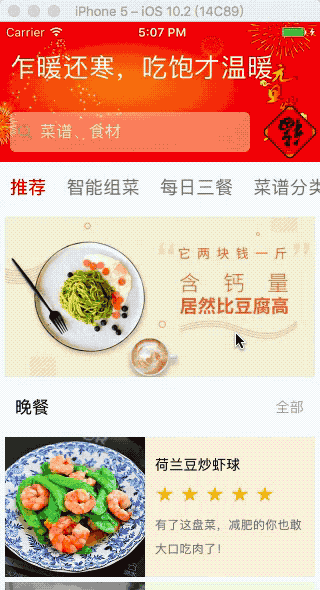 iPhone 5 – iOS 10.2 (14C89)
Carrier 5:07 PM
乍暖还寒，吃饱才温暖
元旦
菜谱、食材
福
推荐 智能组菜 每日三餐 菜谱分类
它两块钱一斤
含钙量
居然比豆腐高
晚餐 全部
荷兰豆炒虾球
有了这盘菜，减肥的你也敢
大口吃肉了！